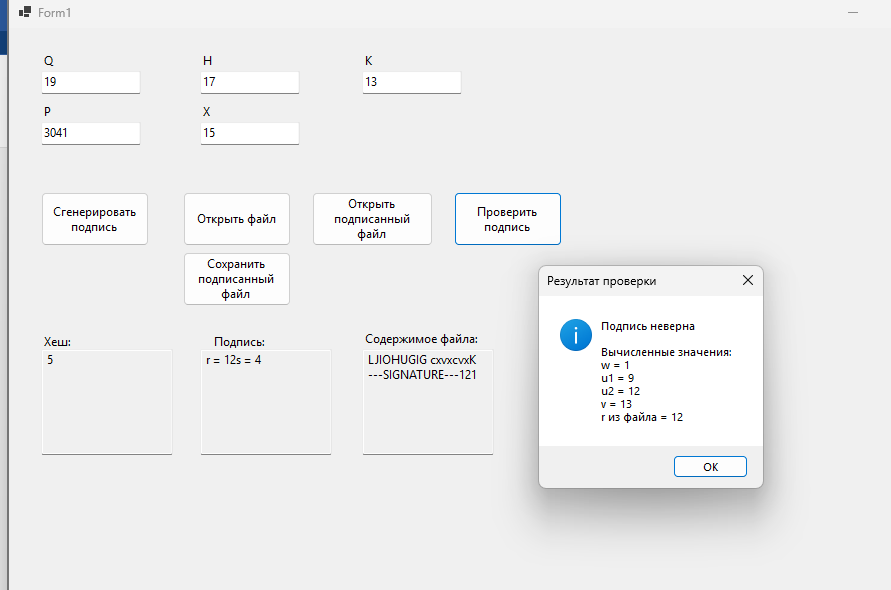 Form1
Q
H
K
19
17
13
P
X
3041
15
Сгенерировать
подпись
Открыть файл
Открыть
подписанный
файл
Проверить
подпись
Сохранить
подписанный
файл
Результат проверки
Подпись неверна
Вычисленные значения:
w = 1
u1 = 9
u2 = 12
v = 13
r из файла = 12
OK
Хеш:
5
Подпись:
r = 12s = 4
Содержимое файла:
LJIOHUGIG cxvxcvxK
---SIGNATURE---121